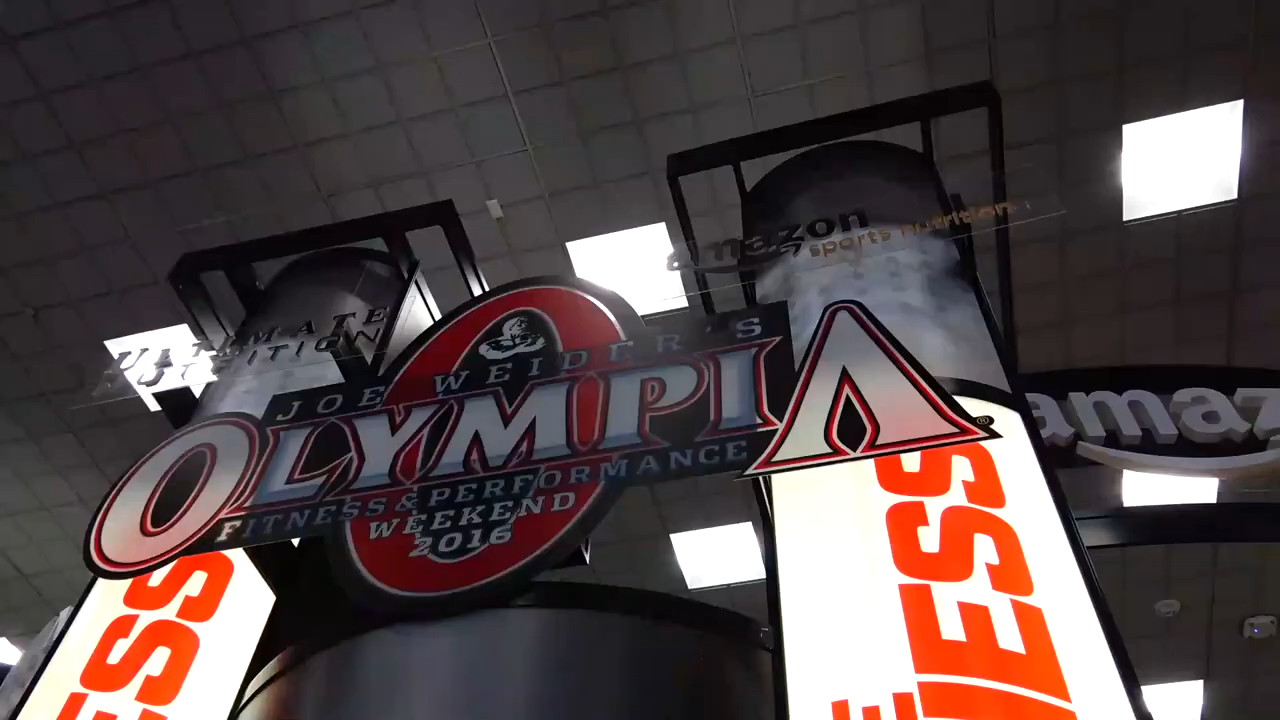 amazon
sports nutrition
ULTIMATE
NUTRITION
JOE WEIDER'S
OLYMPIA®
FITNESS & PERFORMANCE
WEEKEND
2016
amaz
ESS
ESS